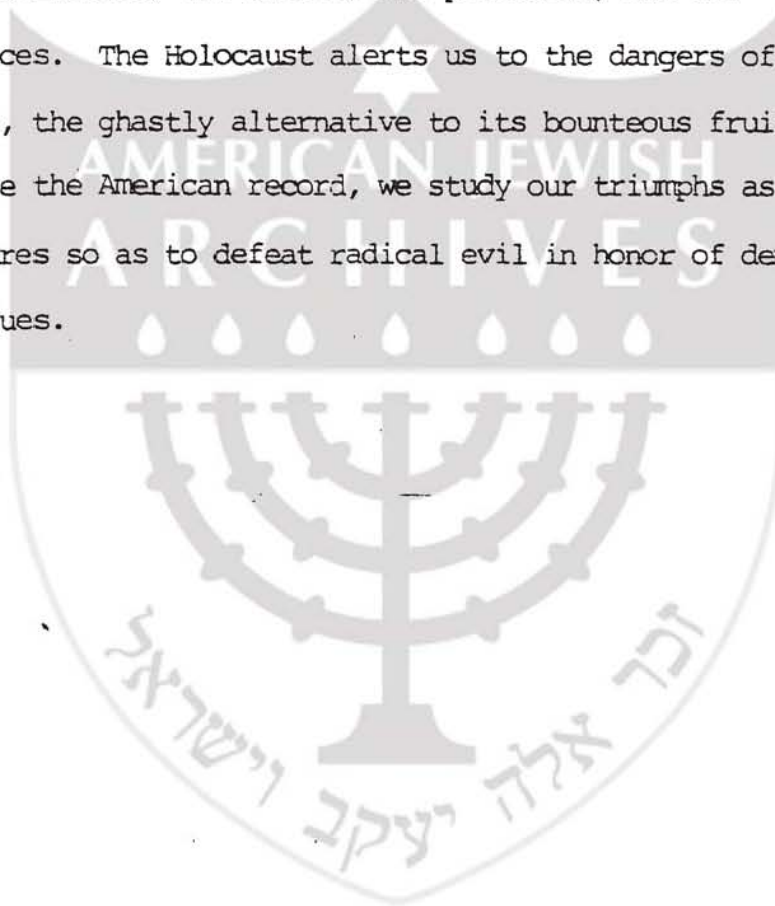 ces. The Holocaust alerts us to the dangers of
, the ghastly alternative to its bounteous frui
AMERICAN JEWISH
e the American record, we study our triumphs as
res so as to defeat radical evil in honor of de
ARCHIVES
ues.
זכר אלה יעקב וישראל